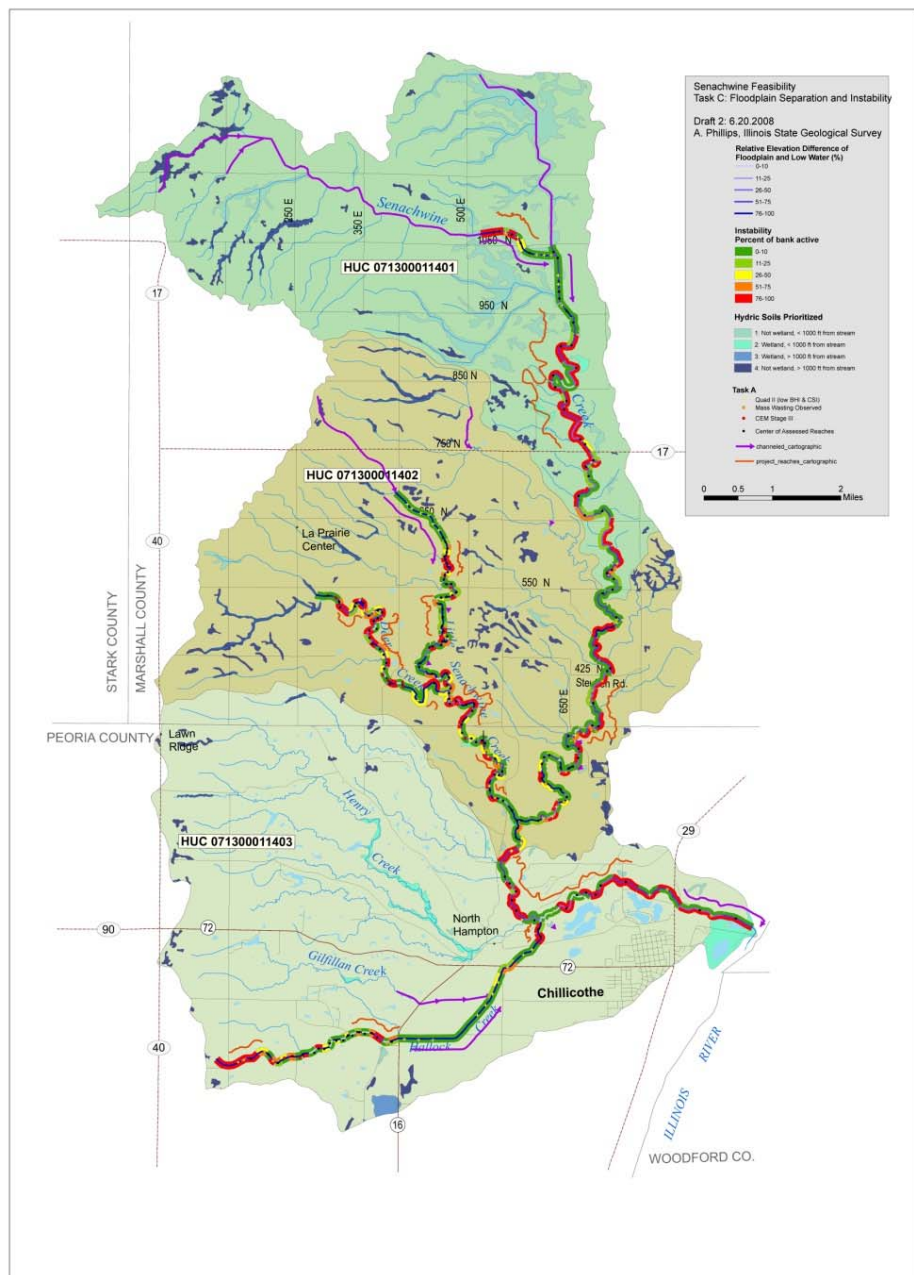 Senachwine Feasibility
Task C: Floodplain Separation and Instability
Draft 2: 6.20.2008
A. Phillips, Illinois State Geological Survey
Relative Elevation Difference of
Floodplain and Low Water (%)
0-10
11-25
26-50
51-75
76-100
Instability
Percent of bank active
0-10
11-25
26-50
51-75
76-100
Hydric Soils Prioritized
1: Not wetland, < 1000 ft from stream
2: Wetland, < 1000 ft from stream
3: Wetland, > 1000 ft from stream
4: Not wetland, > 1000 ft from stream
Task A
Quad II (low BHI & CSI)
Mass Wasting Observed
CEM Stage III
Center of Assessed Reaches
channeled_cartographic
project_reaches_cartographic
0 0.5 1 2
Miles
250 E
350 E
500 E
Senachwine
1050 N
HUC 071300011401
17
950 N
850 N
Creek
750 N
17
HUC 071300011402
650 N
40
La Prairie
Center
550 N
STARK COUNTY
MARSHALL COUNTY
Little
Senachwine
Creek
Creek
425 N
650 E
PEORIA COUNTY
Lawn
Ridge
Henry
Creek
HUC 071300011403
29
90
72
North
Hampton
Gilfillan Creek
72
Chillicothe
Creek
Hallock
40
16
ILLINOIS RIVER
WOODFORD CO.